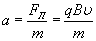 a = F_Л / m = qBυ / m